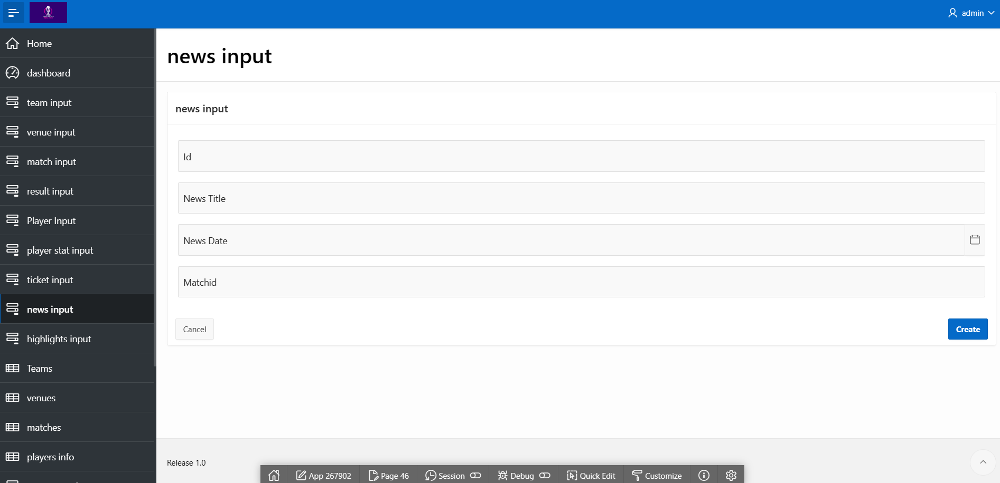 admin
Home
dashboard
team input
venue input
match input
result input
Player Input
player stat input
ticket input
news input
highlights input
Teams
venues
matches
players info
news input
news input
Id
News Title
News Date
Matchid
Cancel
Create
Release 1.0
App 267902
Page 46
Session
Debug
Quick Edit
Customize